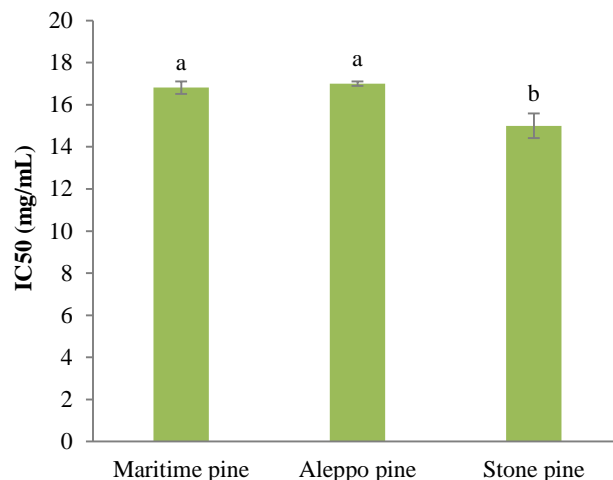 20
18
16
14
12
10
8
6
4
2
0
IC50 (mg/mL)
a
a
b
Maritime pine
Aleppo pine
Stone pine